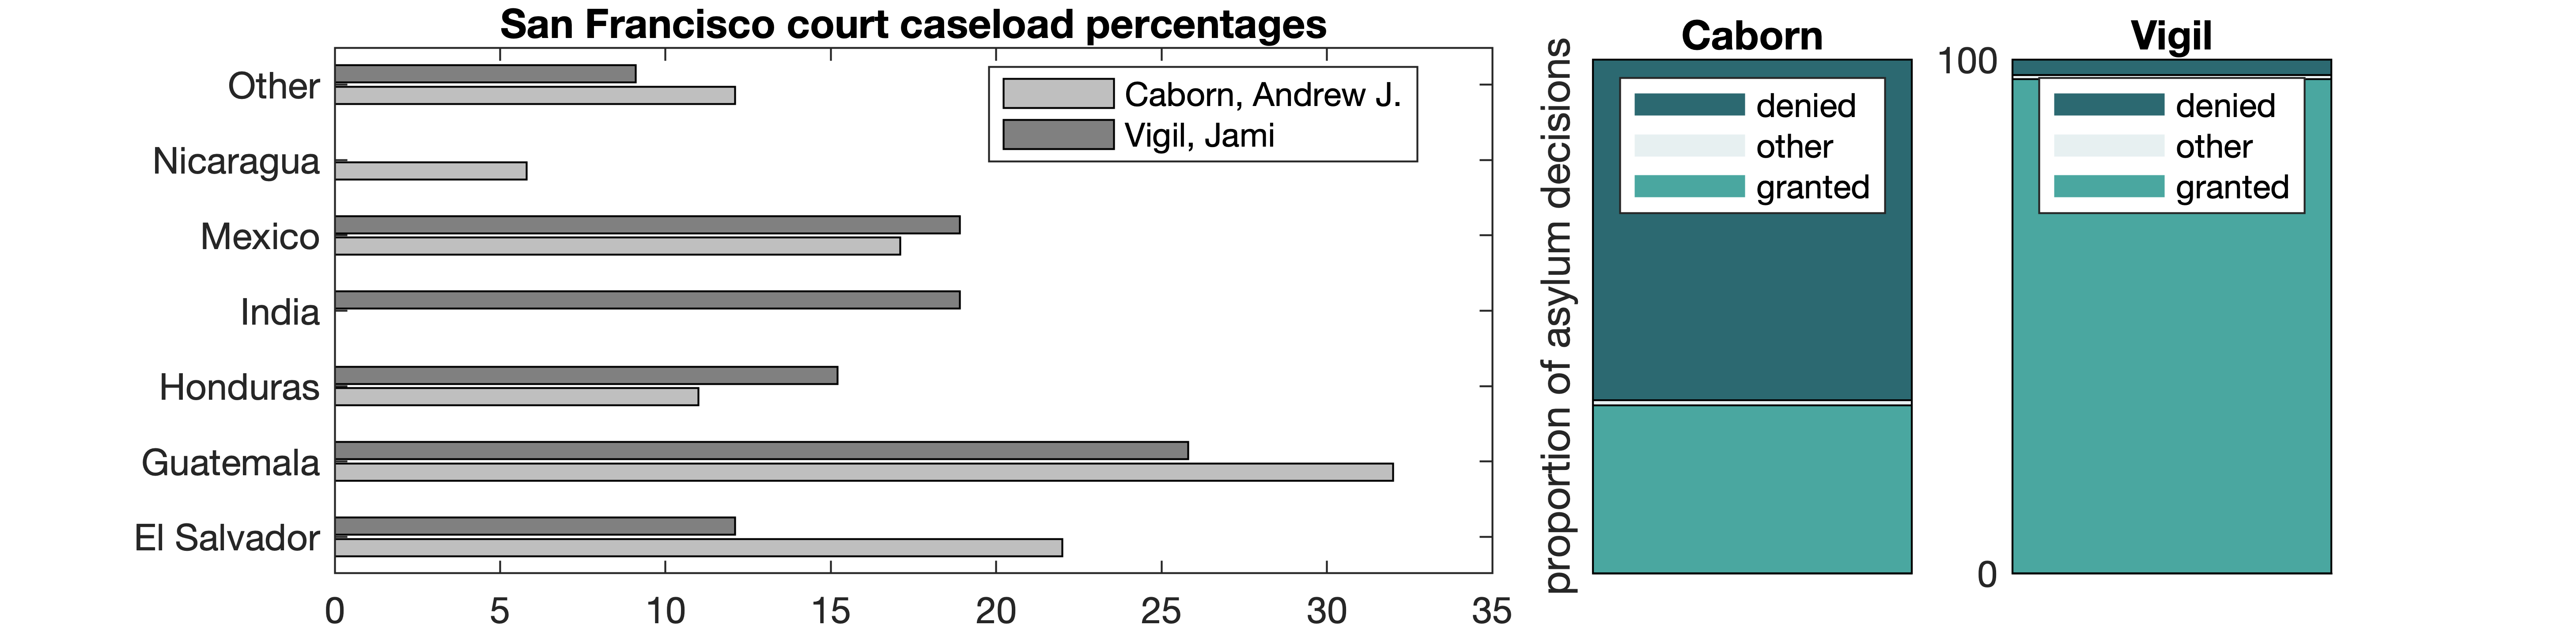 San Francisco court caseload percentages
Other
Nicaragua
Mexico
India
Honduras
Guatemala
El Salvador
0 5 10 15 20 25 30 35
Caborn, Andrew J.
Vigil, Jami
proportion of asylum decisions
Caborn
denied
other
granted
Vigil
100
0
denied
other
granted